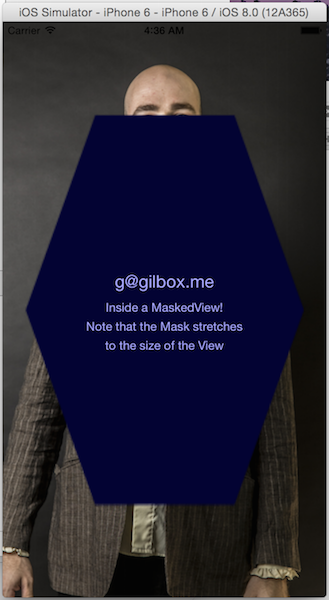 iOS Simulator - iPhone 6 - iPhone 6 / iOS 8.0 (12A365)
Carrier 4:36 AM
g@gilbox.me
Inside a MaskedView!
Note that the Mask stretches
to the size of the View